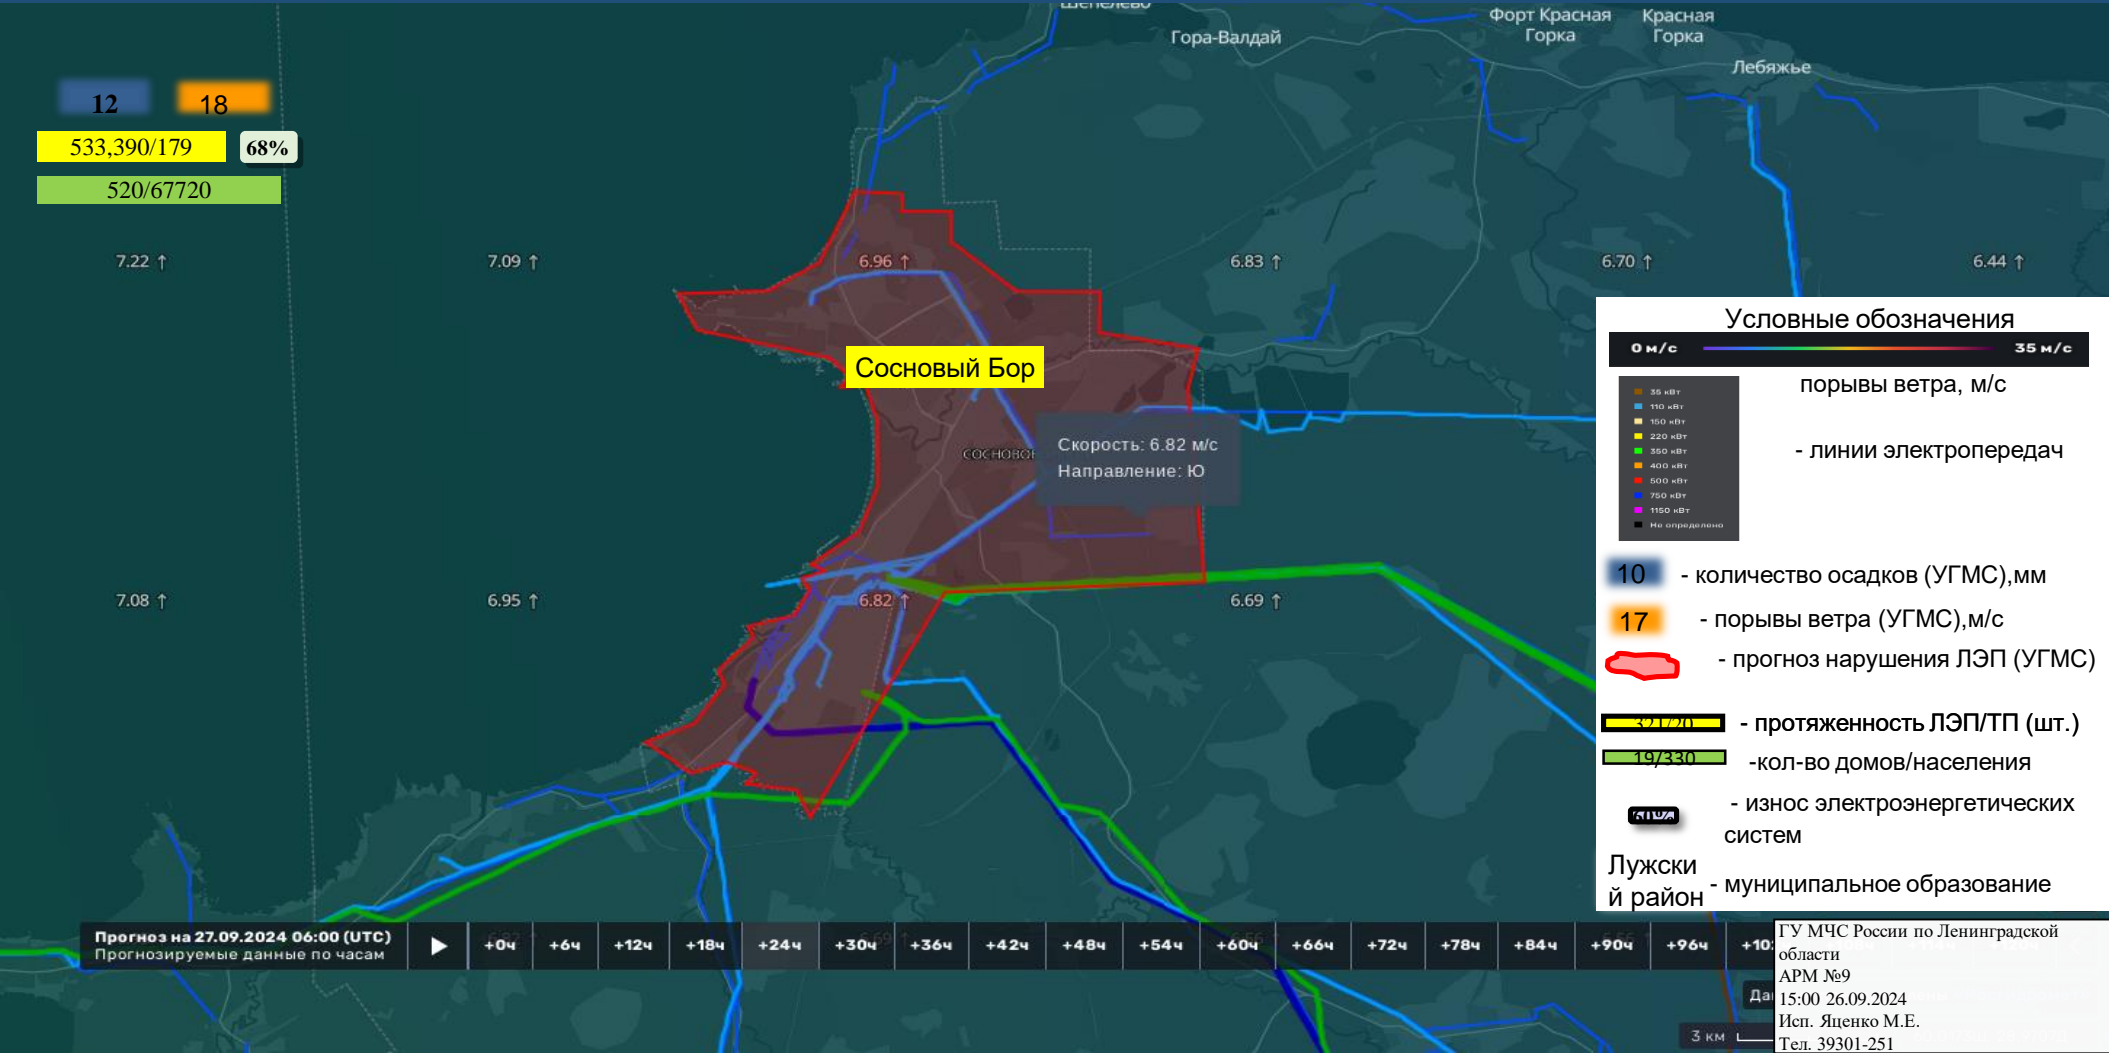 Шепелево
Форт Красная
Горка
Красная
Горка
Гора-Валдай
Лебяжье
12
18
533,390/179
68%
520/67720
7.22 ↑
7.09 ↑
6.96 ↑
6.83 ↑
6.70 ↑
6.44 ↑
Сосновый Бор
Скорость: 6.82 м/с
Направление: Ю
7.08 ↑
6.95 ↑
6.82 ↑
6.69 ↑
Условные обозначения
0 м/с
35 м/с
порывы ветра, м/с
35 кВт
110 кВт
150 кВт
220 кВт
350 кВт
400 кВт
500 кВт
750 кВт
1150 кВт
Не определено
- линии электропередач
10 - количество осадков (УГМС),мм
17 - порывы ветра (УГМС),м/с
- прогноз нарушения ЛЭП (УГМС)
321/20 - протяженность ЛЭП/ТП (шт.)
19/330 -кол-во домов/населения
- износ электроэнергетических
систем
Лужски
й район - муниципальное образование
Прогноз на 27.09.2024 06:00 (UTC)
Прогнозируемые данные по часам
+0ч +6ч +12ч +18ч +24ч +30ч +36ч +42ч +48ч +54ч +60ч +66ч +72ч +78ч +84ч +90ч +96ч
ГУ МЧС России по Ленинградской
области
АРМ №9
15:00 26.09.2024
Исп. Яценко М.Е.
Тел. 39301-251
3 км